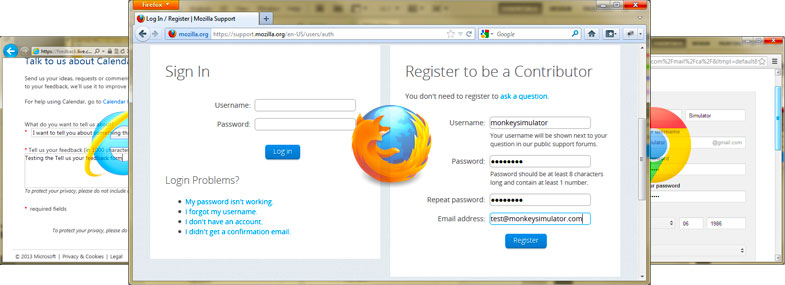 Firefox
Log In / Register | Mozilla Support
mozilla.org
https://support.mozilla.org/en-US/users/auth
Google
Sign In
Username:
Password:
Log in
Login Problems?
My password isn't working.
I forgot my username.
I don't have an account.
I didn't get a confirmation email.
Register to be a Contributor
You don't need to register to ask a question.
Username:
monkeysimulator
Your username will be shown next to your
question in our public support forums.
Password:
Password should be at least 8 characters
long and contain at least 1 number.
Repeat password:
Email address:
test@monkeysimulator.com
Register
https://feedback.live.c
Talk to us about Calenda
Send us your ideas, requests or comme
to your feedback, we'll use it to improve
For help using Calendar, go to Calendar
What do you want to tell us about
I want to tell you about something th
* Tell us your feedback (in 2000 character
Testing the Tell us your feedback form
To protect your privacy, please do not include
* required fields
To protect your privacy, please do
© 2013 Microsoft | Privacy & Cookies | Legal
.com%2Fmail%2Fca%2F&ltmpl=default
Simulator
username
simulator
@gmail.com
password
06
1986